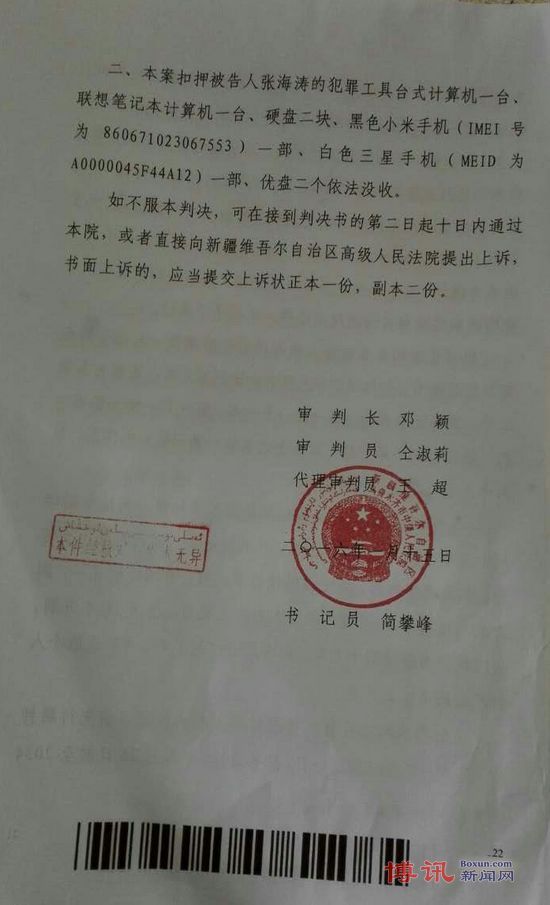 二、本案扣押被告人张海涛的犯罪工具台式计算机一台、
联想笔记本计算机一台、硬盘二块、黑色小米手机（IMEI 号
为 860671023067553）一部、白色三星手机（MEID 为
A0000045F44A12）一部、优盘二个依法没收。
如不服本判决，可在接到判决书的第二日起十日内通过
本院，或者直接向新疆维吾尔自治区高级人民法院提出上诉，
书面上诉的，应当提交上诉状正本一份，副本二份。
审 判 长 邓 颖
审 判 员 仝淑莉
代理审判员 王 超
二〇一六年一月十五日
书 记 员 简攀峰
本件 无异
22
博讯 Boxun.com
新闻网